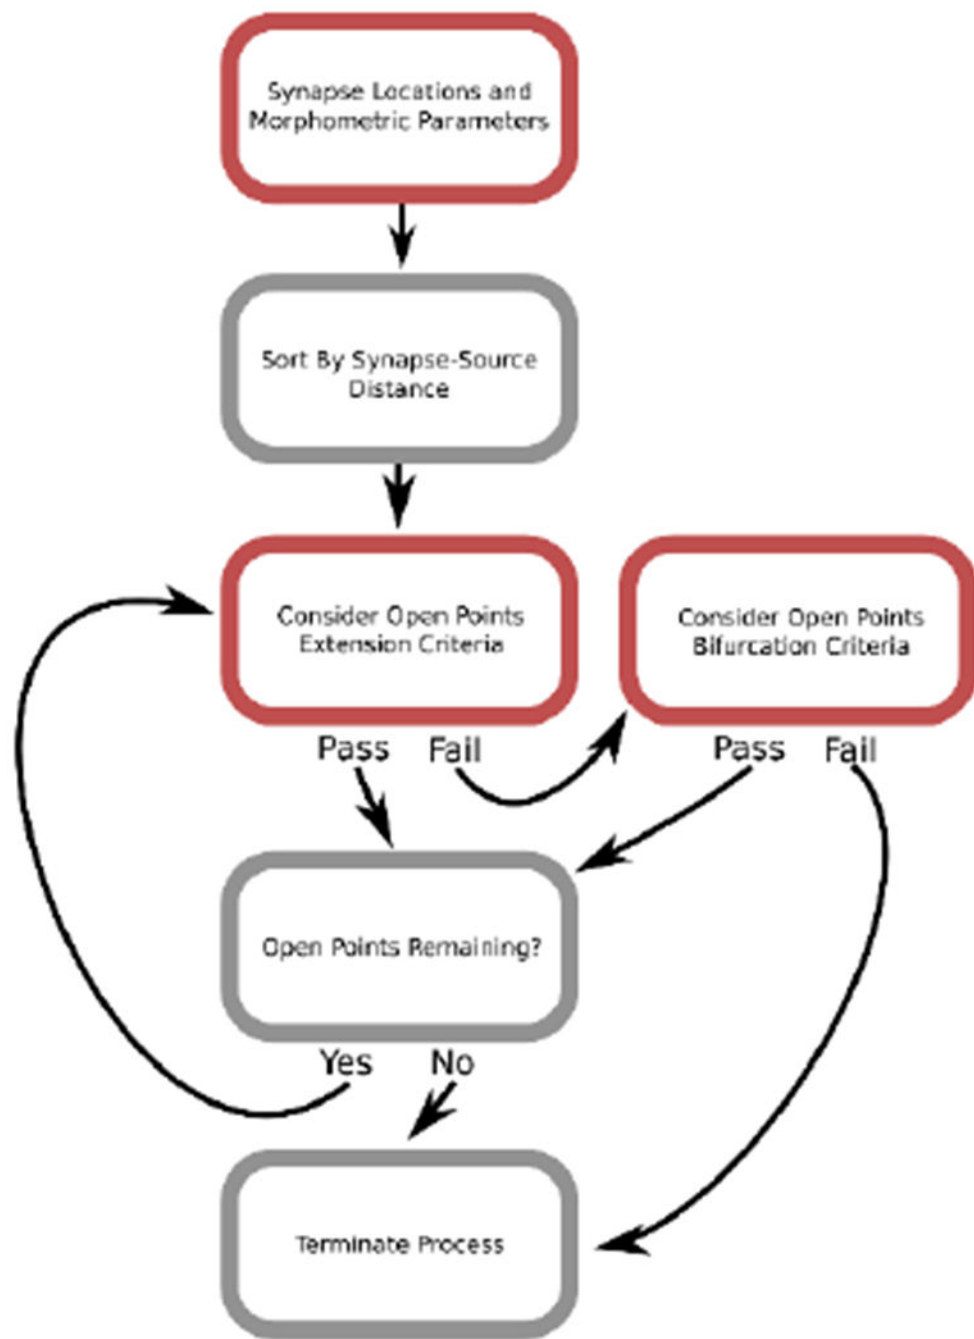 Synapse Locations and
Morphometric Parameters
Sort By Synapse-Source
Distance
Consider Open Points
Extension Criteria
Consider Open Points
Bifurcation Criteria
Pass Fail
Pass Fail
Open Points Remaining?
Yes No
Terminate Process